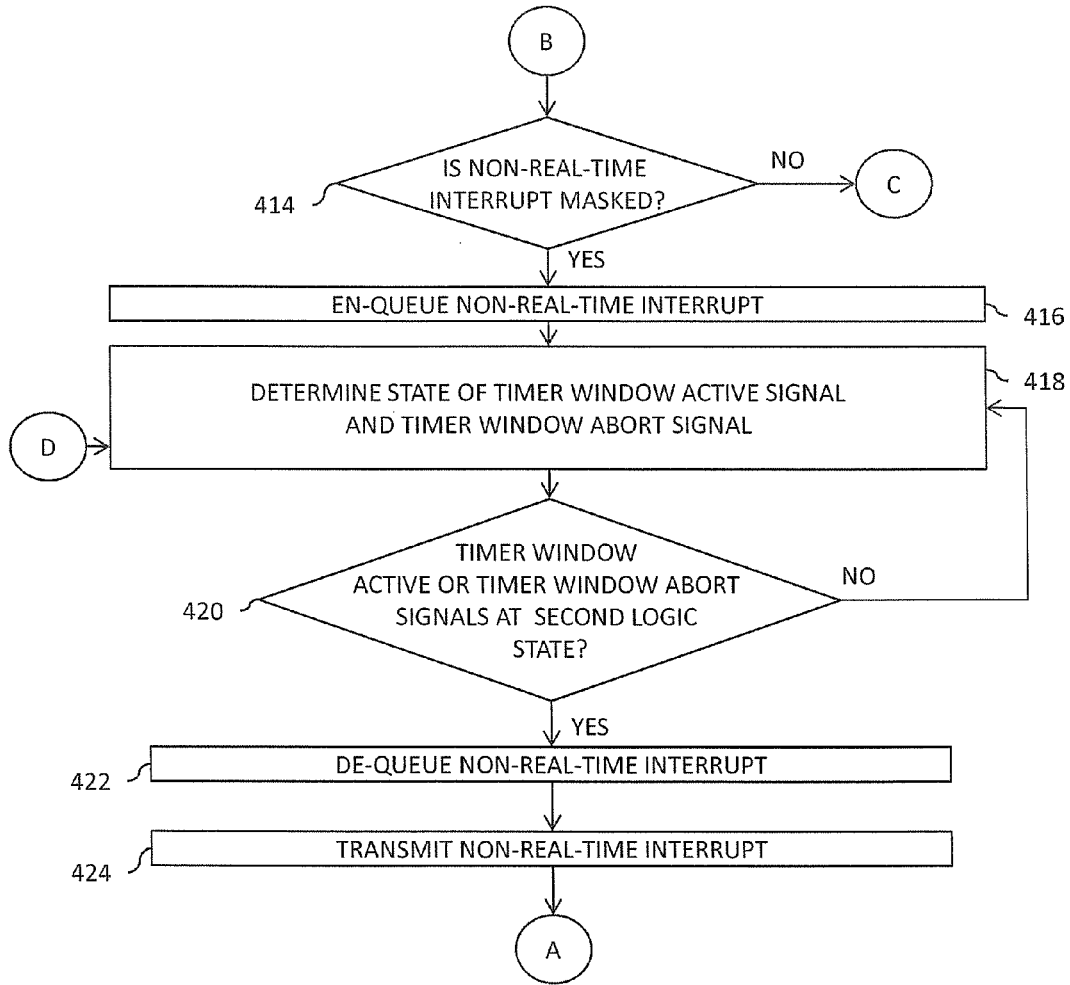 B
IS NON-REAL-TIME
INTERRUPT MASKED?
NO
C
414
YES
EN-QUEUE NON-REAL-TIME INTERRUPT
416
DETERMINE STATE OF TIMER WINDOW ACTIVE SIGNAL
AND TIMER WINDOW ABORT SIGNAL
418
D
TIMER WINDOW
ACTIVE OR TIMER WINDOW ABORT
SIGNALS AT SECOND LOGIC
STATE?
NO
420
YES
DE-QUEUE NON-REAL-TIME INTERRUPT
422
TRANSMIT NON-REAL-TIME INTERRUPT
424
A